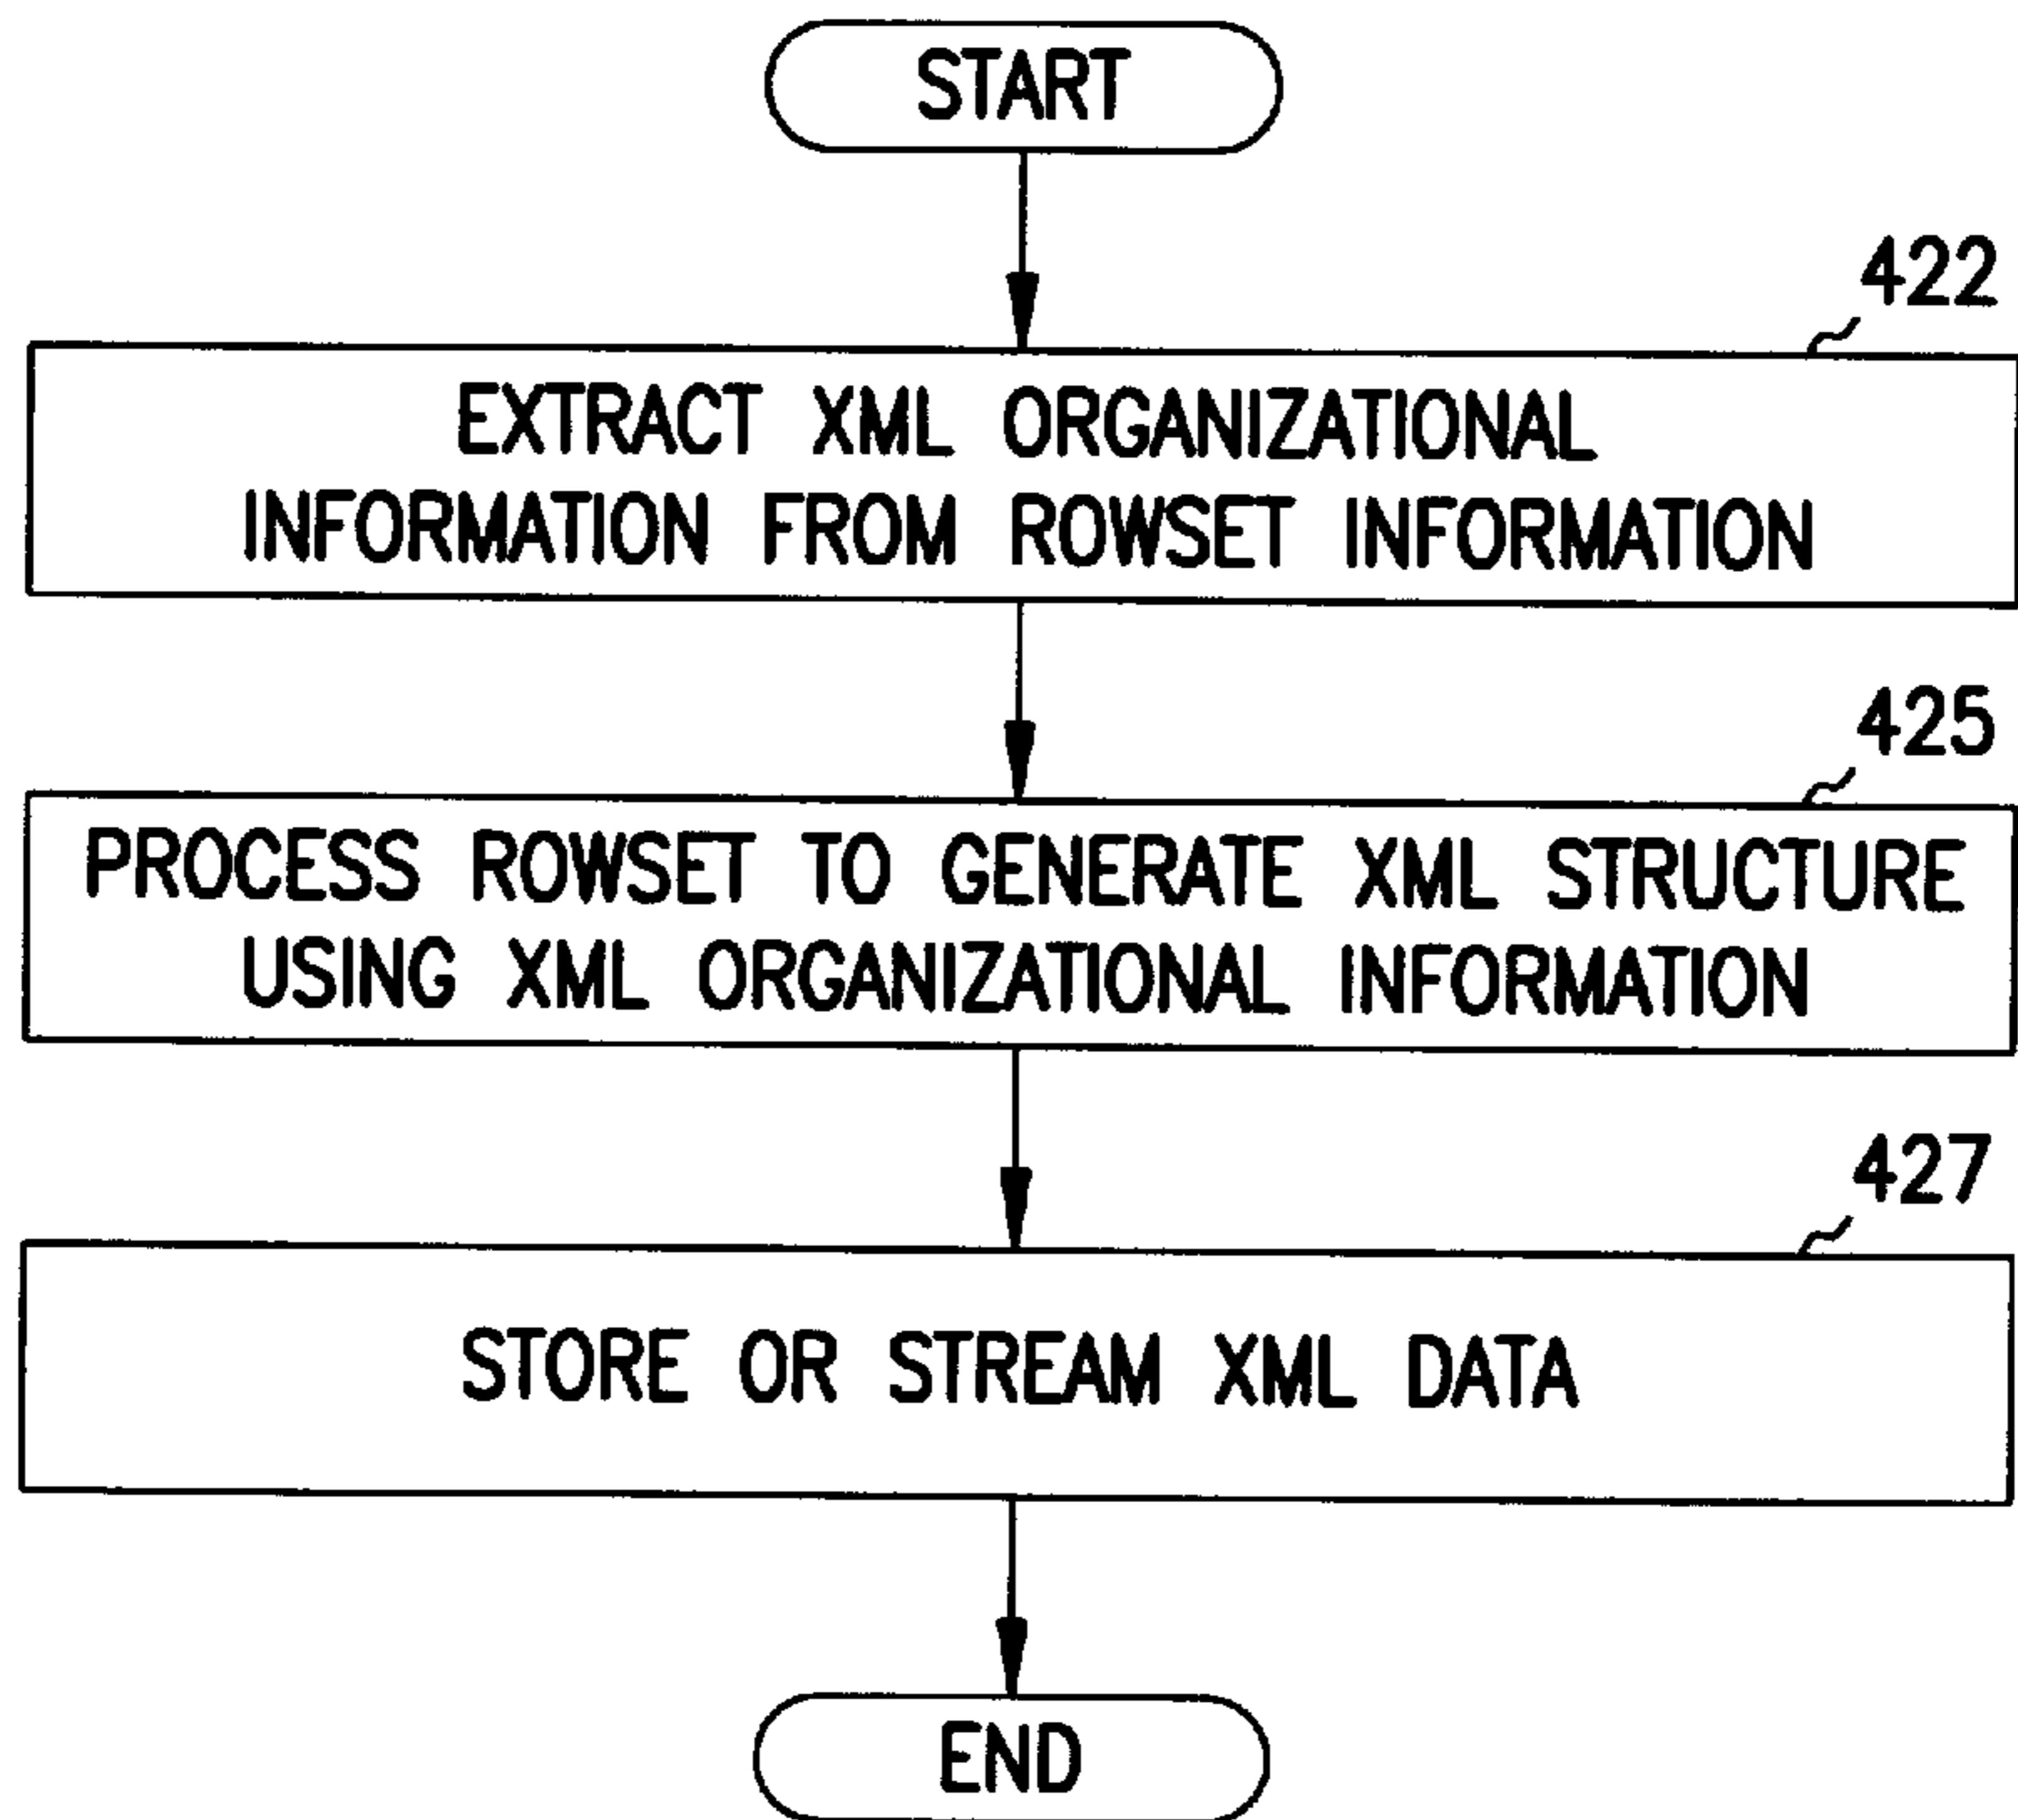 START
422
EXTRACT XML ORGANIZATIONAL
INFORMATION FROM ROWSET INFORMATION
425
PROCESS ROWSET TO GENERATE XML STRUCTURE
USING XML ORGANIZATIONAL INFORMATION
427
STORE OR STREAM XML DATA
END